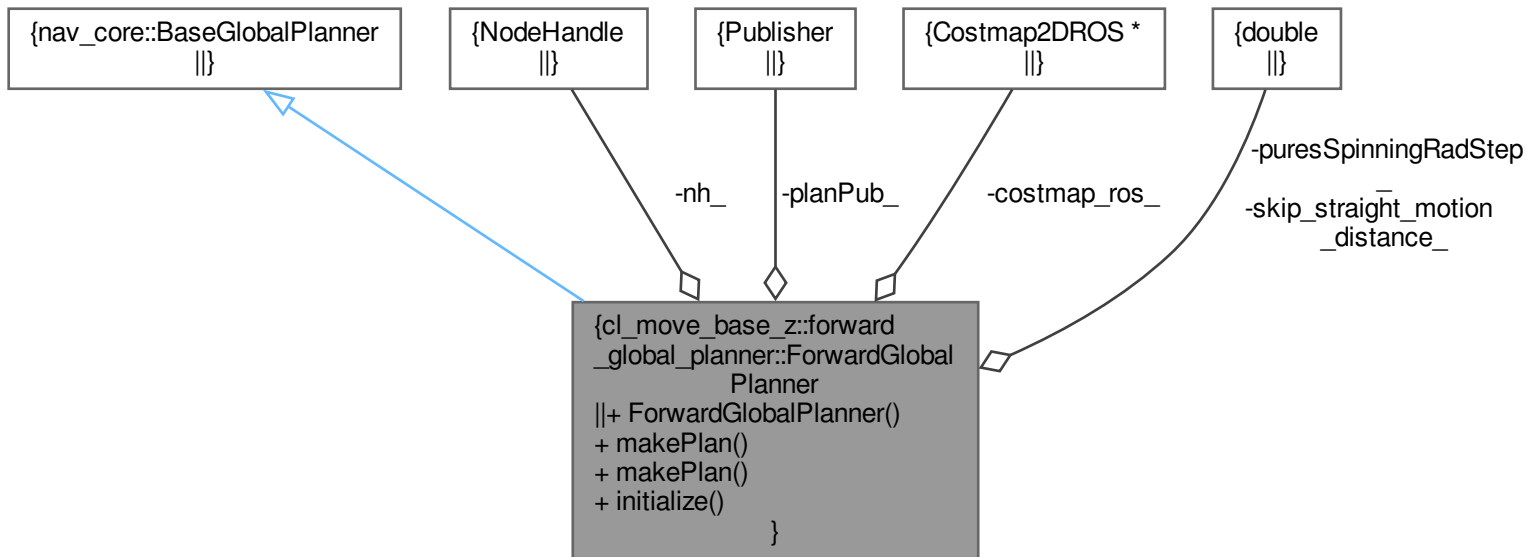 {nav_core::BaseGlobalPlanner
||}
{NodeHandle
||}
{Publisher
||}
{Costmap2DROS *
||}
{double
||}
-nh_
-planPub_
-costmap_ros_
-puresSpinningRadStep
_
-skip_straight_motion
_distance_
{cl_move_base_z::forward
_global_planner::ForwardGlobal
Planner
||+ ForwardGlobalPlanner()
+ makePlan()
+ makePlan()
+ initialize()
}